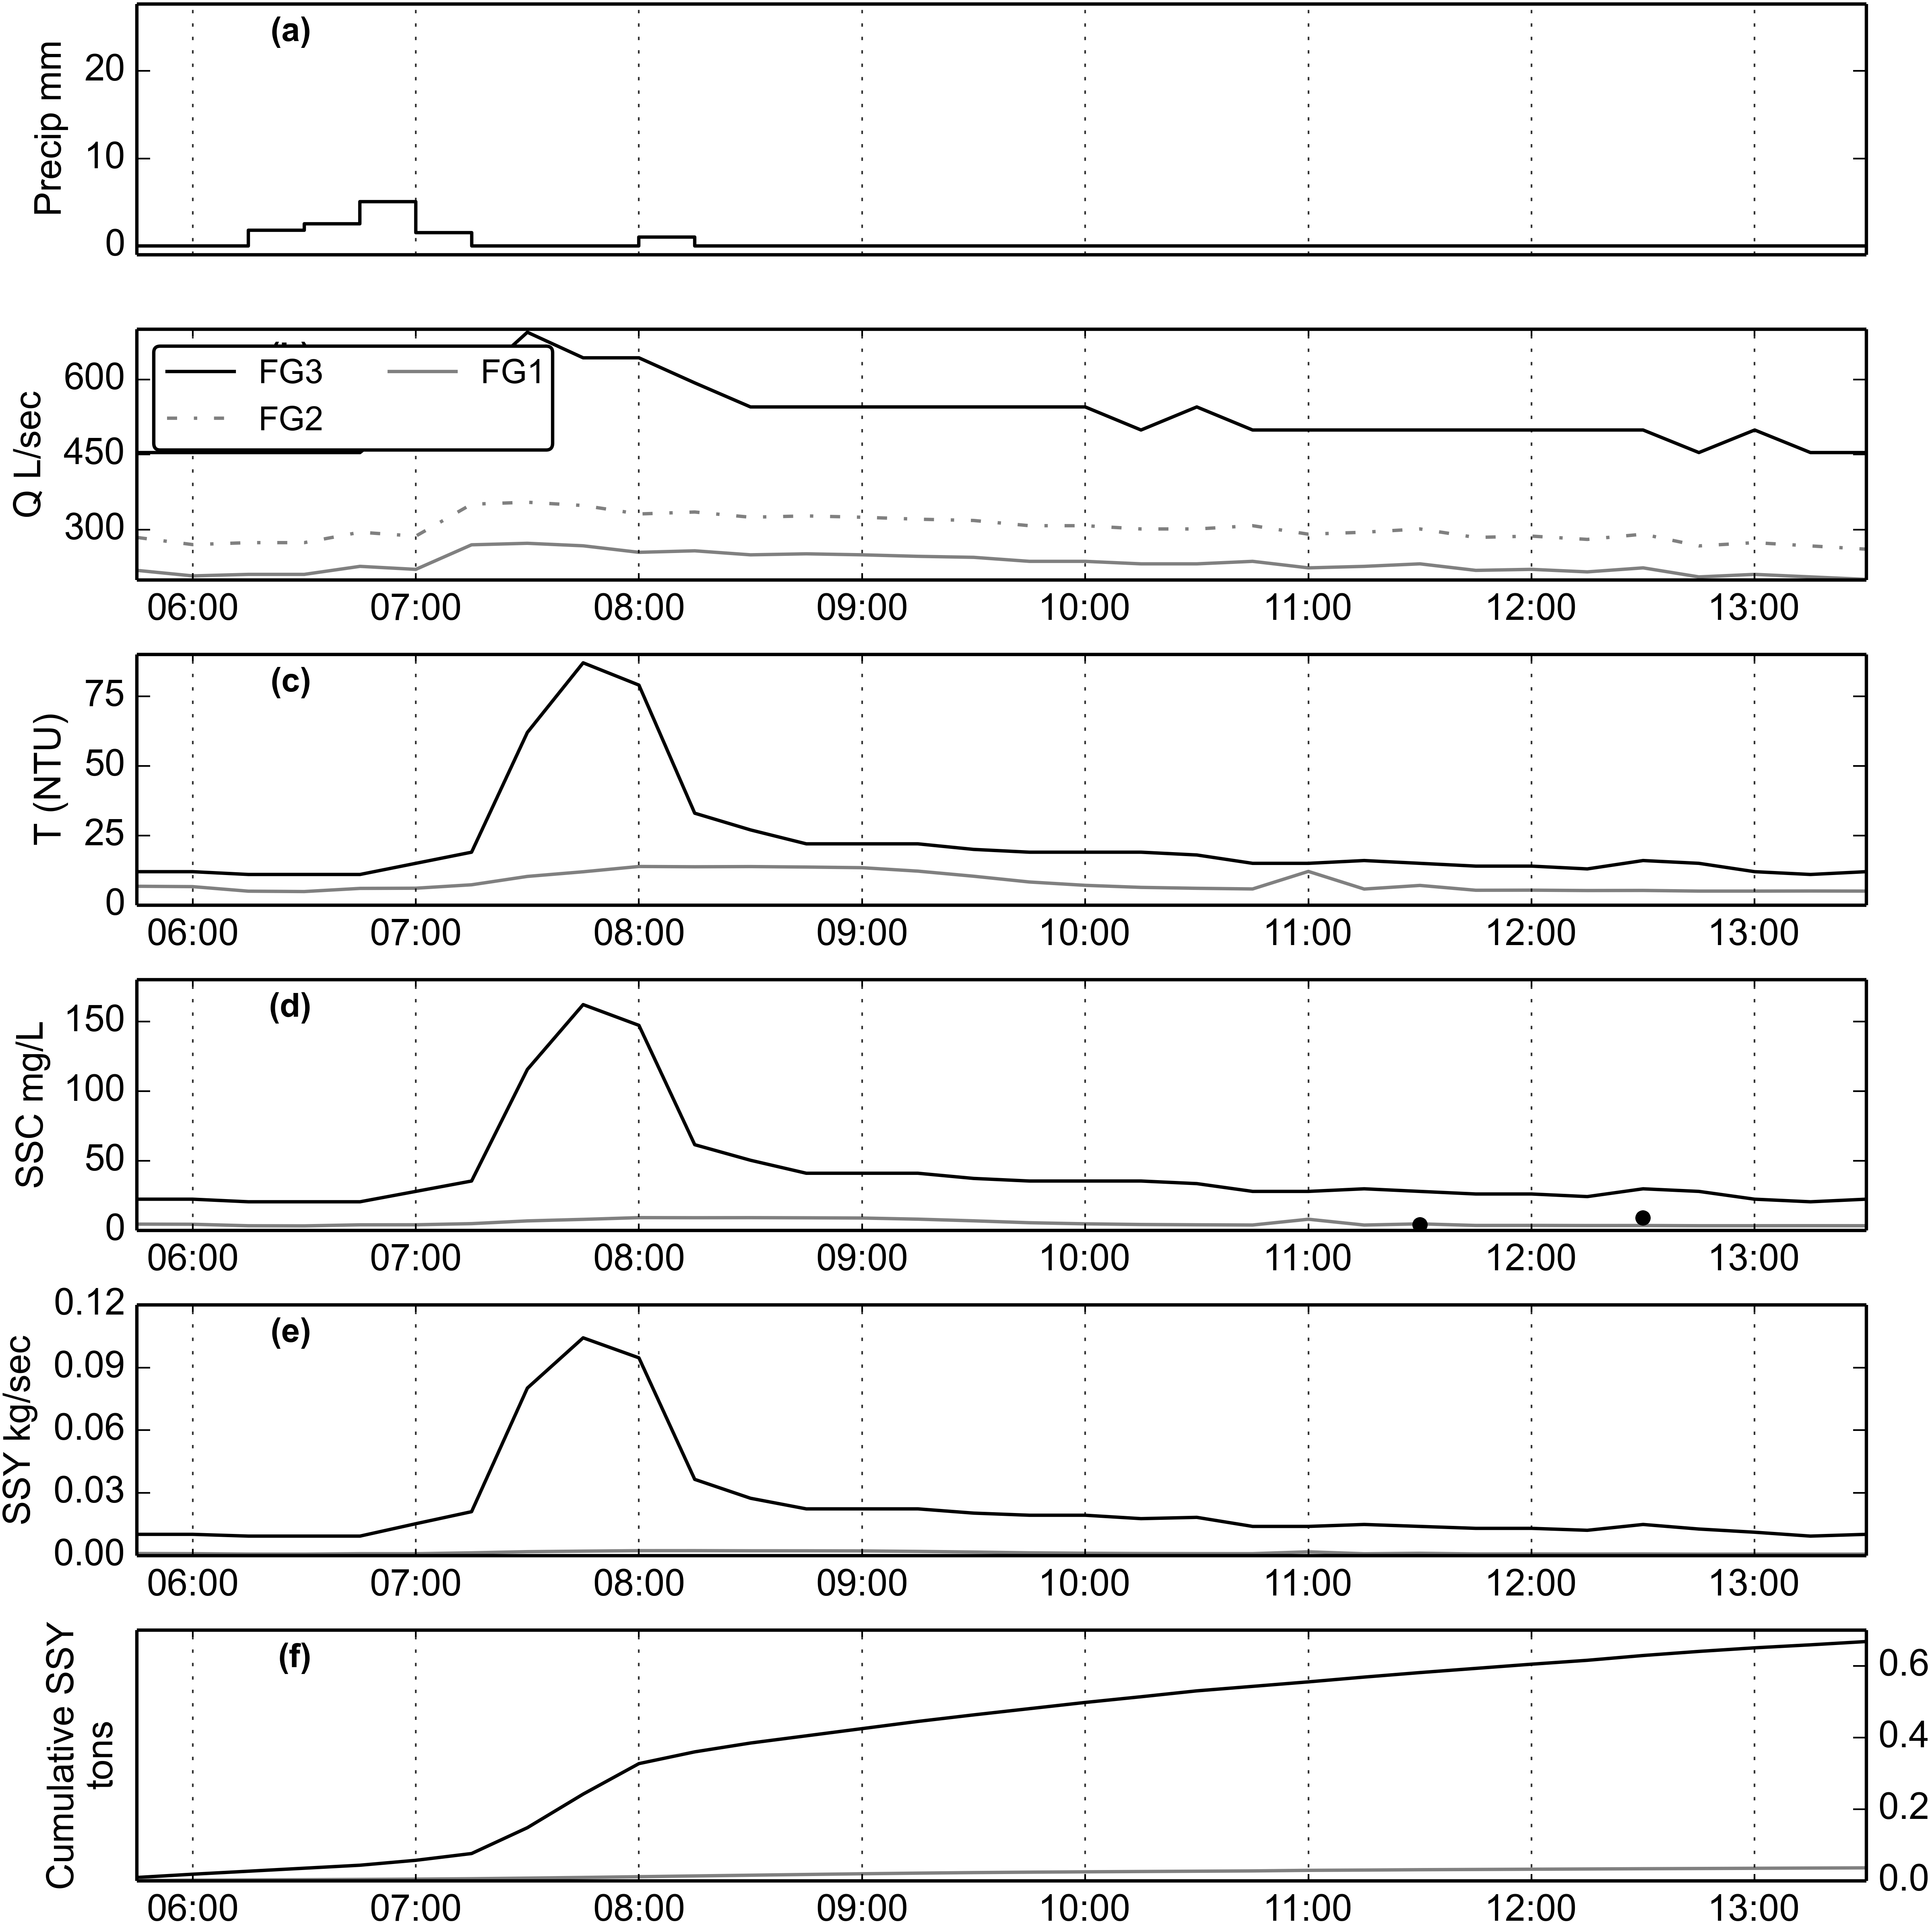 (a)
Precip mm
20
10
0
Q L/sec
600
450
300
FG3 FG1
FG2
06:00 07:00 08:00 09:00 10:00 11:00 12:00 13:00
(c)
T (NTU)
75
50
25
0
06:00 07:00 08:00 09:00 10:00 11:00 12:00 13:00
(d)
SSC mg/L
150
100
50
0
06:00 07:00 08:00 09:00 10:00 11:00 12:00 13:00
(e)
SSY kg/sec
0.12
0.09
0.06
0.03
0.00
06:00 07:00 08:00 09:00 10:00 11:00 12:00 13:00
(f)
Cumulative SSY
tons
0.6
0.4
0.2
0.0
06:00 07:00 08:00 09:00 10:00 11:00 12:00 13:00